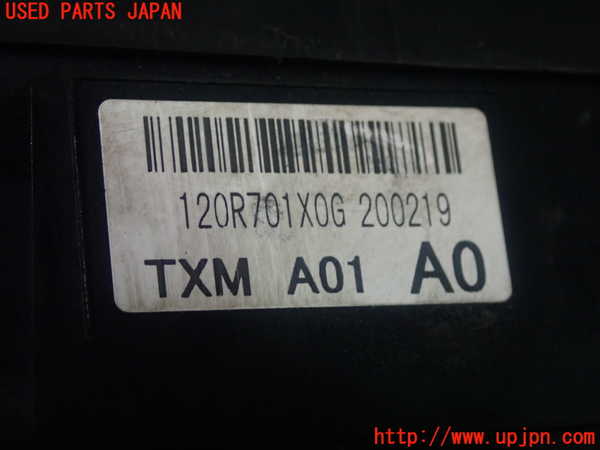 USED PARTS JAPAN
120R701X0G 200219
TXM A01 A0
http://www.upjpn.com/